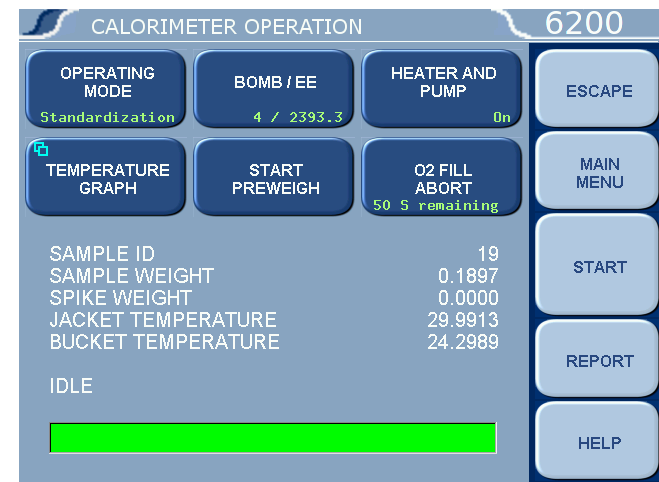 CALORIMETER OPERATION
6200
OPERATING
MODE
Standardization
BOMB / EE
4 / 2393.3
HEATER AND
PUMP
On
ESCAPE
TEMPERATURE
GRAPH
START
PREWEIGH
O2 FILL
ABORT
50 S remaining
MAIN
MENU
SAMPLE ID 19
SAMPLE WEIGHT 0.1897
SPIKE WEIGHT 0.0000
JACKET TEMPERATURE 29.9913
BUCKET TEMPERATURE 24.2989
START
IDLE
REPORT
HELP